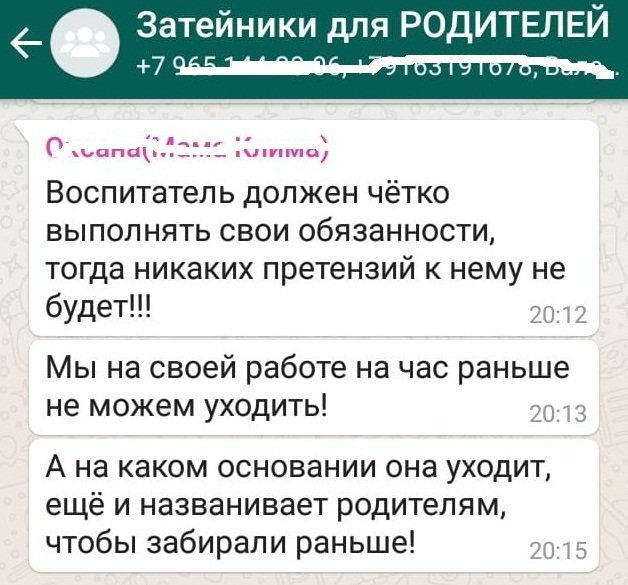 Затейники для РОДИТЕЛЕЙ
+7
Воспитатель должен чётко
выполнять свои обязанности,
тогда никаких претензий к нему не
будет!!!
20:12
Мы на своей работе на час раньше
не можем уходить!
20:13
А на каком основании она уходит,
ещё и названивает родителям,
чтобы забирали раньше!
20:15